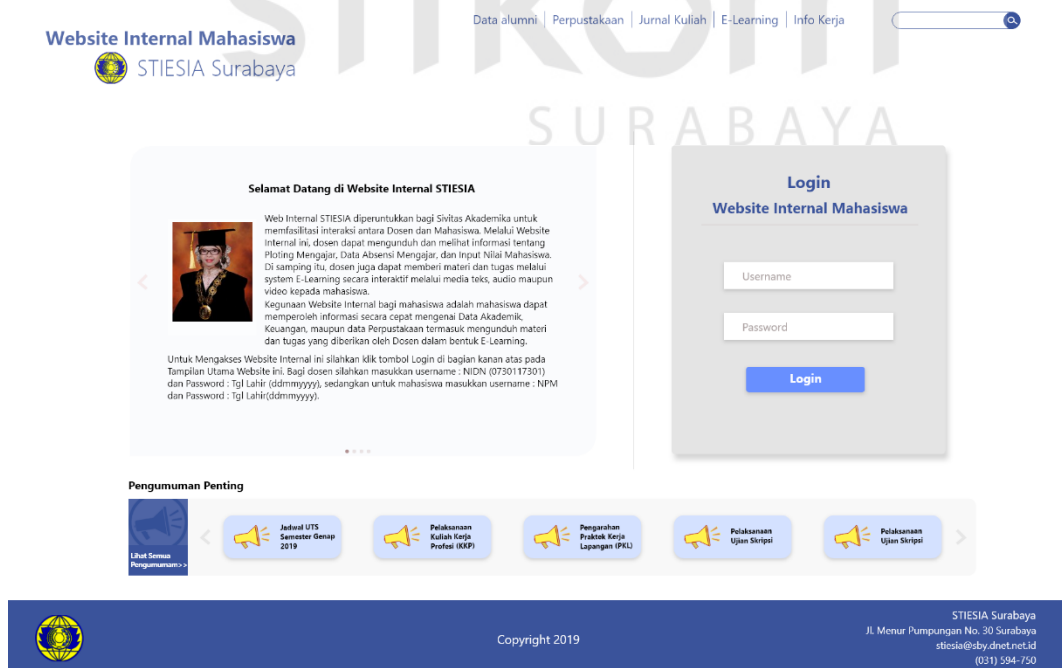 Data alumni | Perpustakaan | Jurnal Kuliah | E-Learning | Info Kerja
Website Internal Mahasiswa
STIESIA Surabaya
SURABAYA
Selamat Datang di Website Internal STIESIA
Web Internal STIESIA diperuntukkan bagi Sivitas Akademika untuk
memfasilitasi interaksi antara Dosen dan Mahasiswa. Melalui Website
Internal ini, dosen dapat mengunduh dan melihat informasi tentang
Ploting Mengajar, Data Absensi Mengajar, dan Input Nilai Mahasiswa.
Di samping itu, dosen juga dapat memberi materi dan tugas melalui
system E-Learning secara interaktif melalui media teks, audio maupun
video kepada mahasiswa.
Kegunaan Website Internal bagi mahasiswa adalah mahasiswa dapat
memperoleh informasi secara cepat mengenai Data Akademik,
Keuangan, maupun data Perpustakaan termasuk mengunduh materi
dan tugas yang diberikan oleh Dosen dalam bentuk E-Learning.
Untuk Mengakses Website Internal ini silahkan klik tombol Login di bagian kanan atas pada
Tampilan Utama Website ini. Bagi dosen silahkan masukkan username : NIDN (0730117301)
dan Password : Tgl Lahir (ddmmyyyy), sedangkan untuk mahasiswa masukkan username : NPM
dan Password : Tgl Lahir(ddmmyyyy).
Login
Website Internal Mahasiswa
Username
Password
Login
Pengumuman Penting
Lihat Semua
Pengumumam>>
Jadwal UTS
Semester Genap
2019
Pelaksanaan
Kuliah Kerja
Profesi (KKP)
Pengarahan
Praktek Kerja
Lapangan (PKL)
Pelaksanaan
Ujian Skripsi
Pelaksanaan
Ujian Skripsi
Copyright 2019
STIESIA Surabaya
Jl. Menur Pumpungan No. 30 Surabaya
stiesia@sby.dnet.net.id
(031) 594-750